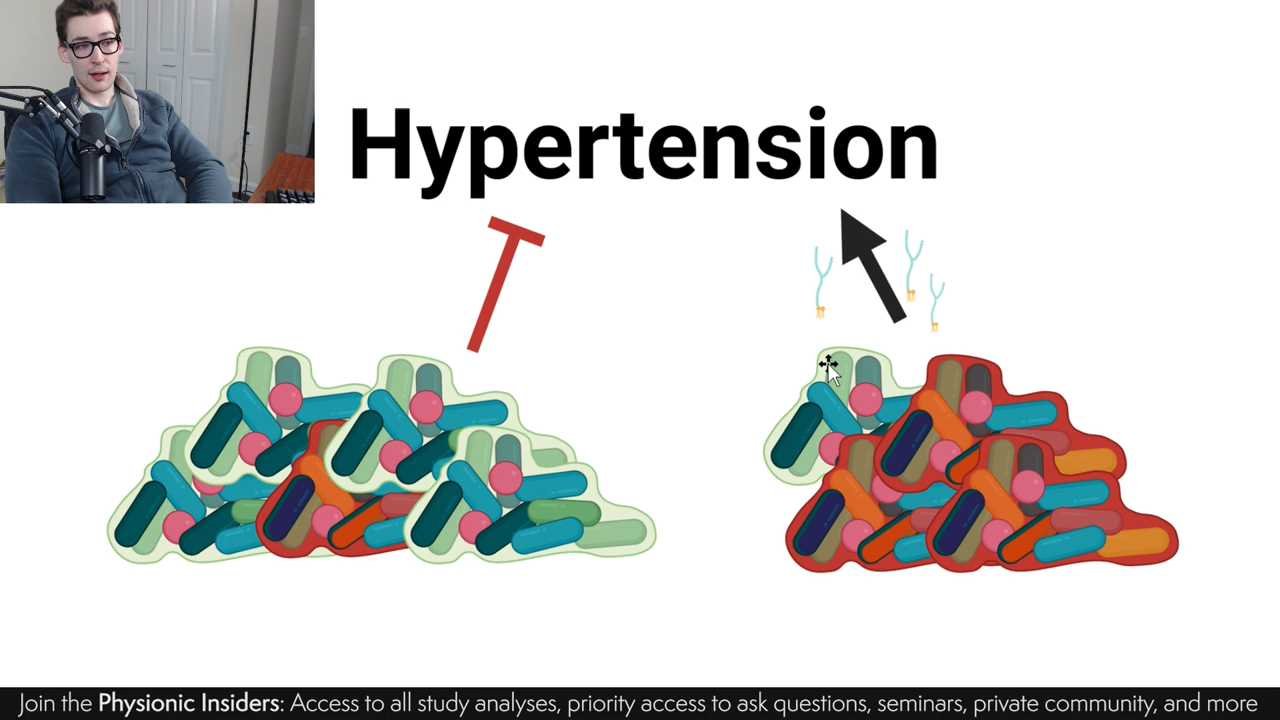 Hypertension
Join the Physionic Insiders: Access to all study analyses, priority access to ask questions, seminars, private community, and more